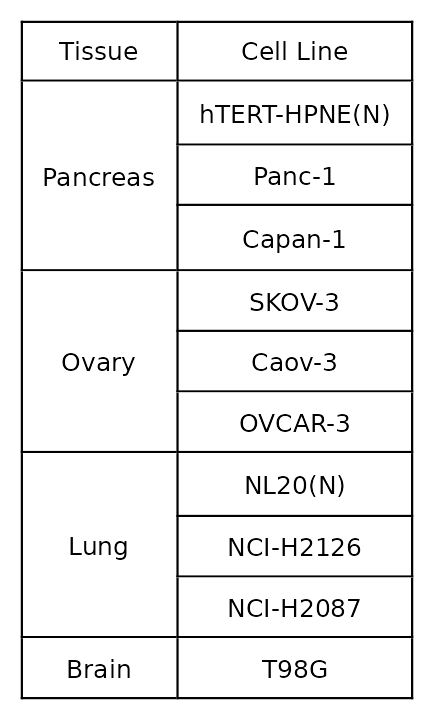 Tissue Cell Line
Pancreas
hTERT-HPNE(N)
Panc-1
Capan-1
Ovary
SKOV-3
Caov-3
OVCAR-3
Lung
NL20(N)
NCI-H2126
NCI-H2087
Brain T98G